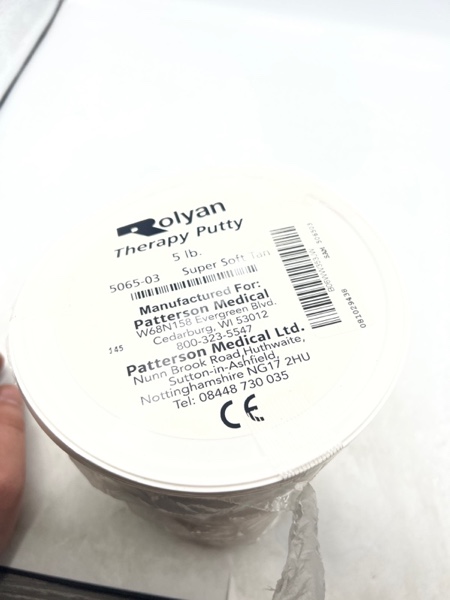 Rolyan
Therapy Putty
5 lb.
5065-03 Super Soft Tan
Manufactured For:
Patterson Medical
W68N158 Evergreen Blvd.
Cedarburg, WI 53012
800-323-5547
145
Patterson Medical Ltd.
Nunn Brook Road Huthwaite,
Sutton-in-Ashfield,
Nottinghamshire NG17 2HU
Tel: 08448 730 035
CE
081029438